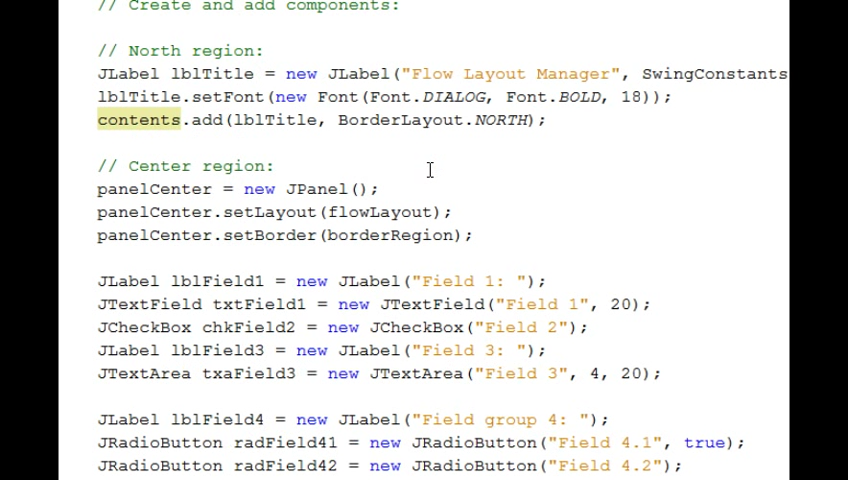 // Create and add components:
// North region:
JLabel lblTitle = new JLabel("Flow Layout Manager", SwingConstants
lblTitle.setFont(new Font(Font.DIALOG, Font.BOLD, 18));
contents.add(lblTitle, BorderLayout.NORTH);
// Center region:
panelCenter = new JPanel();
panelCenter.setLayout(flowLayout);
panelCenter.setBorder(borderRegion);
JLabel lblField1 = new JLabel("Field 1: ");
JTextField txtField1 = new JTextField("Field 1", 20);
JCheckBox chkField2 = new JCheckBox("Field 2");
JLabel lblField3 = new JLabel("Field 3: ");
JTextArea txaField3 = new JTextArea("Field 3", 4, 20);
JLabel lblField4 = new JLabel("Field group 4: ");
JRadioButton radField41 = new JRadioButton("Field 4.1", true);
JRadioButton radField42 = new JRadioButton("Field 4.2");